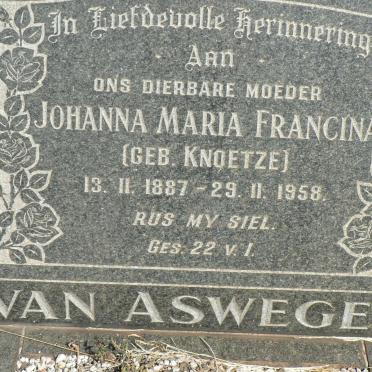 In Liefdevolle Herinnering
Aan
ONS DIERBARE MOEDER
JOHANNA MARIA FRANCINA
(GEB. KNOETZE)
13. 11. 1887 - 29. 11. 1958.
RUS MY SIEL.
GES. 22 v. 1.
VAN ASWEGE